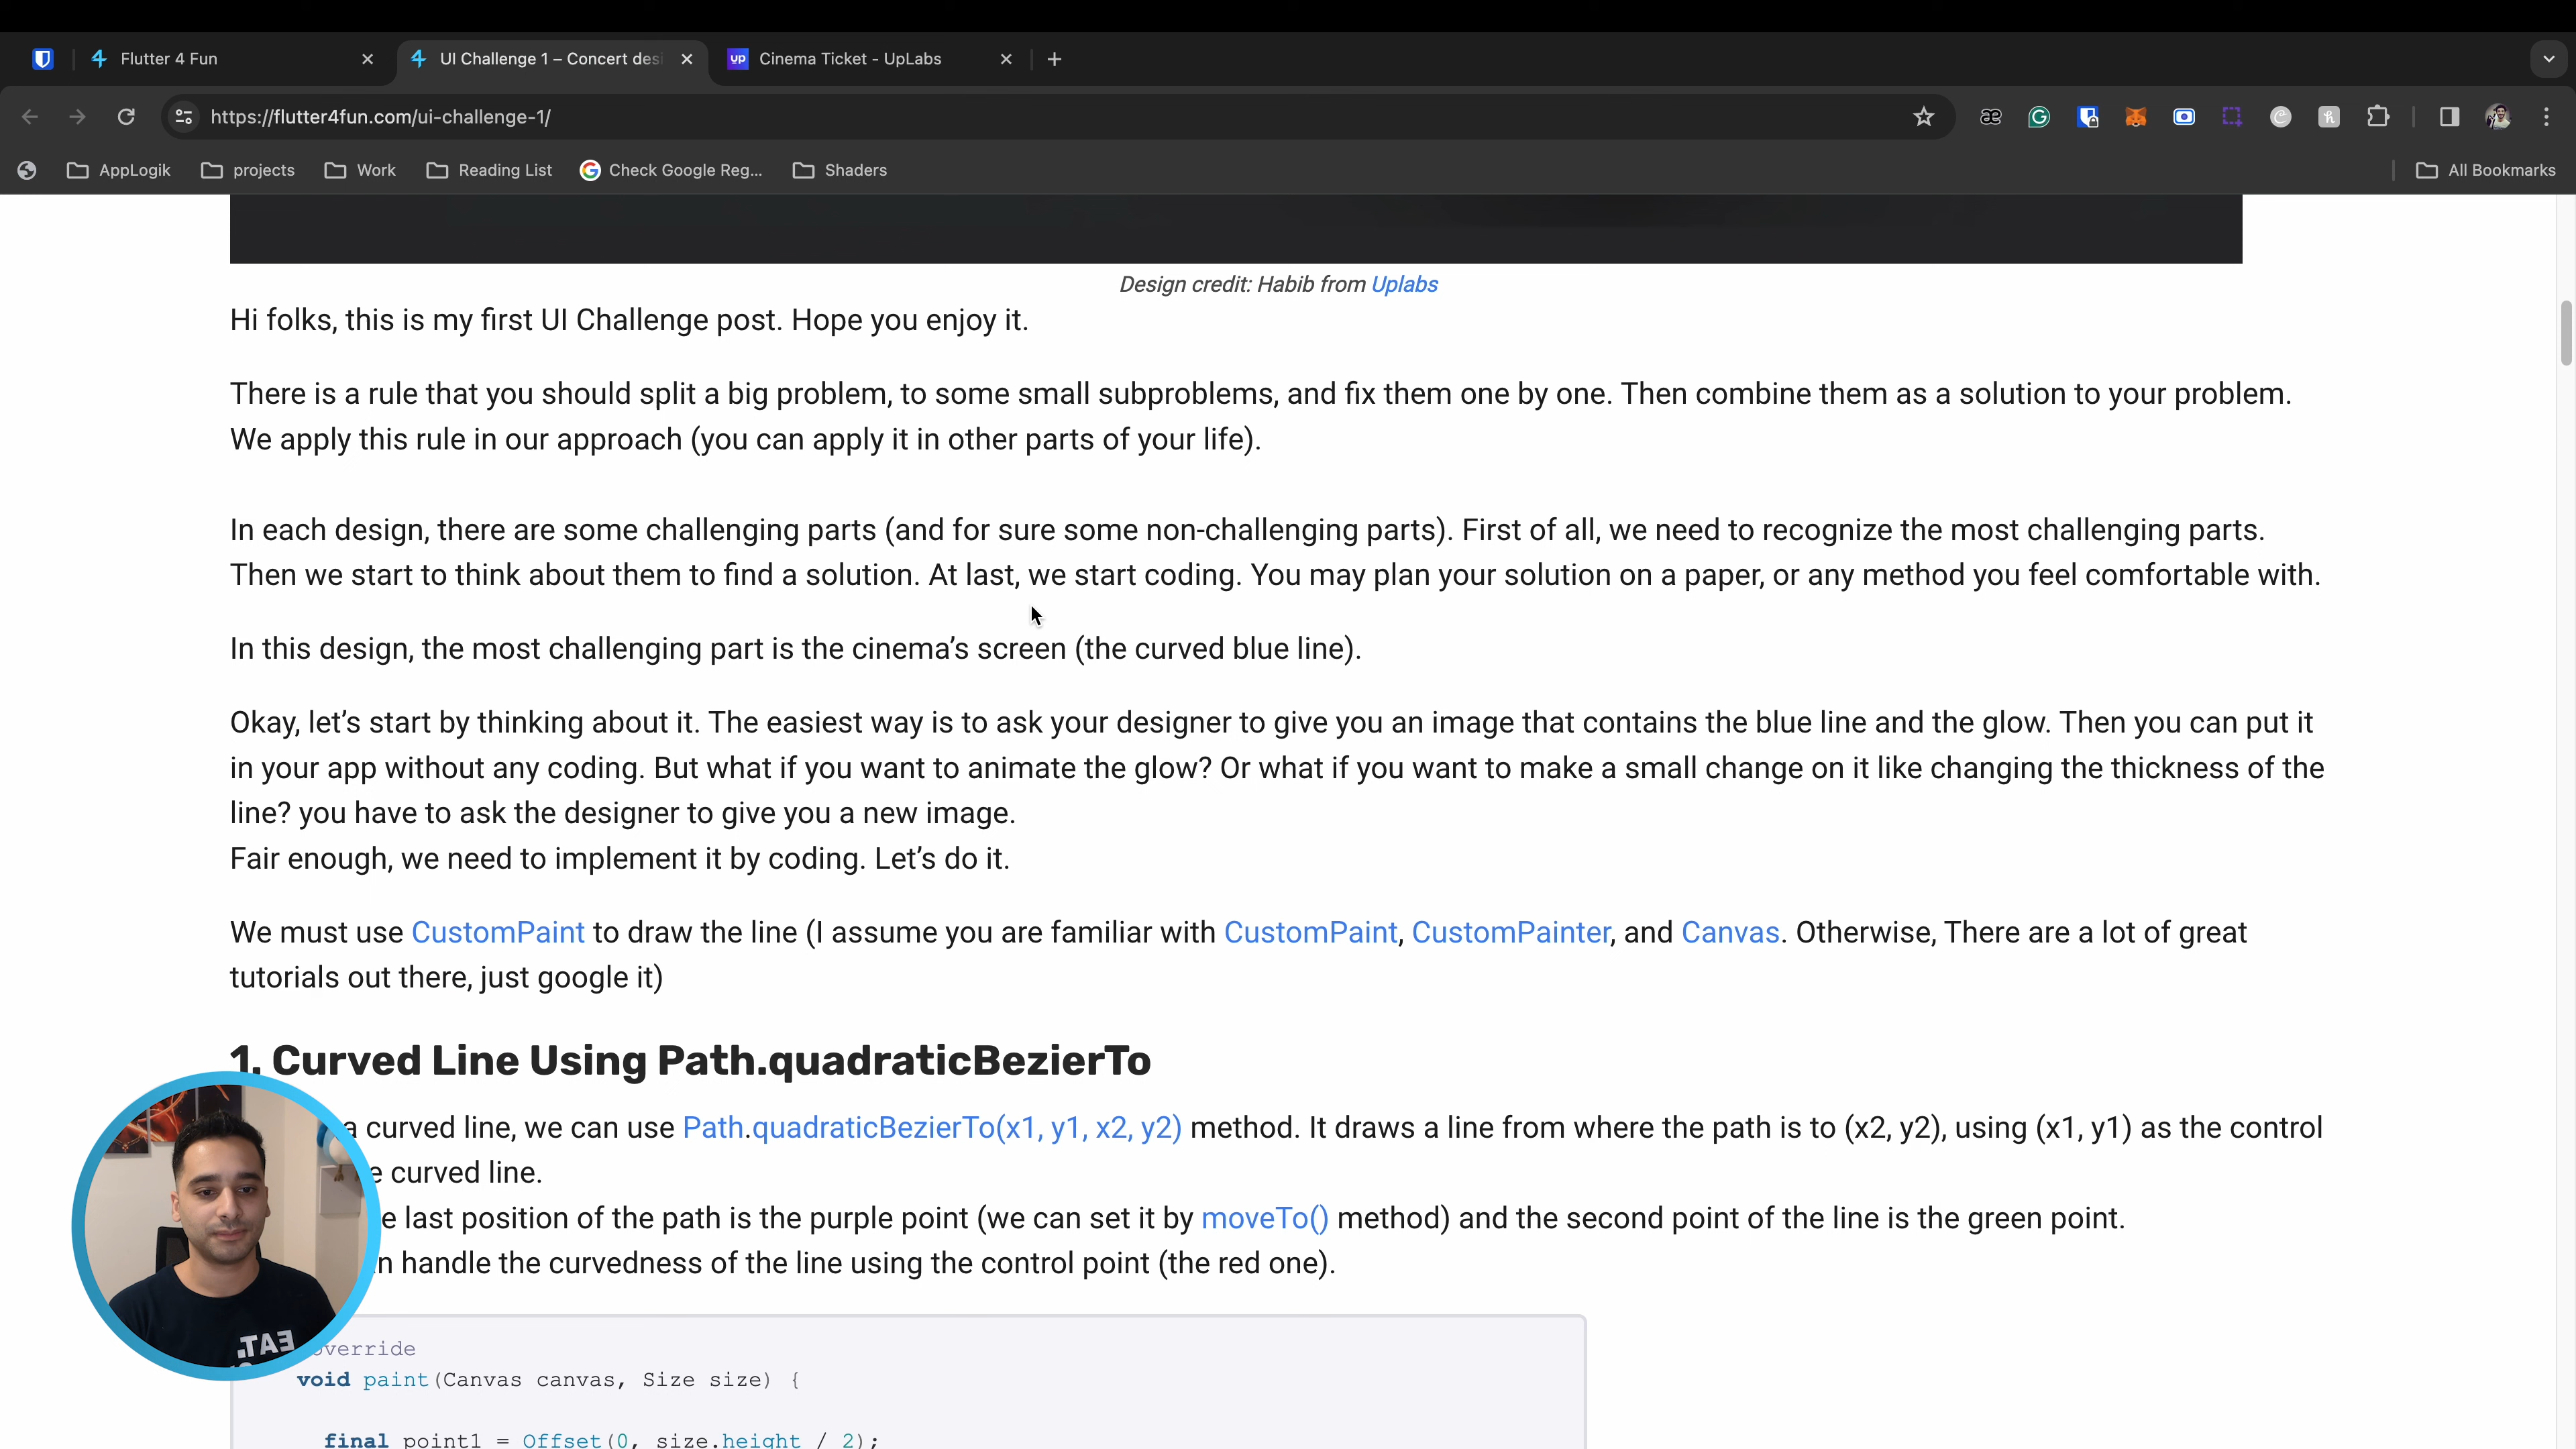 Flutter 4 Fun
UI Challenge 1 – Concert desi
up Cinema Ticket - UpLabs
https://flutter4fun.com/ui-challenge-1/
AppLogik projects Work Reading List Check Google Reg... Shaders All Bookmarks
Design credit: Habib from Uplabs
Hi folks, this is my first UI Challenge post. Hope you enjoy it.
There is a rule that you should split a big problem, to some small subproblems, and fix them one by one. Then combine them as a solution to your problem.
We apply this rule in our approach (you can apply it in other parts of your life).
In each design, there are some challenging parts (and for sure some non-challenging parts). First of all, we need to recognize the most challenging parts.
Then we start to think about them to find a solution. At last, we start coding. You may plan your solution on a paper, or any method you feel comfortable with.
In this design, the most challenging part is the cinema’s screen (the curved blue line).
Okay, let’s start by thinking about it. The easiest way is to ask your designer to give you an image that contains the blue line and the glow. Then you can put it
in your app without any coding. But what if you want to animate the glow? Or what if you want to make a small change on it like changing the thickness of the
line? you have to ask the designer to give you a new image.
Fair enough, we need to implement it by coding. Let’s do it.
We must use CustomPaint to draw the line (I assume you are familiar with CustomPaint, CustomPainter, and Canvas. Otherwise, There are a lot of great
tutorials out there, just google it)
1. Curved Line Using Path.quadraticBezierTo
a curved line, we can use Path.quadraticBezierTo(x1, y1, x2, y2) method. It draws a line from where the path is to (x2, y2), using (x1, y1) as the control
e curved line.
e last position of the path is the purple point (we can set it by moveTo() method) and the second point of the line is the green point.
n handle the curvedness of the line using the control point (the red one).
override
void paint(Canvas canvas, Size size) {
final point1 = Offset(0, size.height / 2);
EAT.